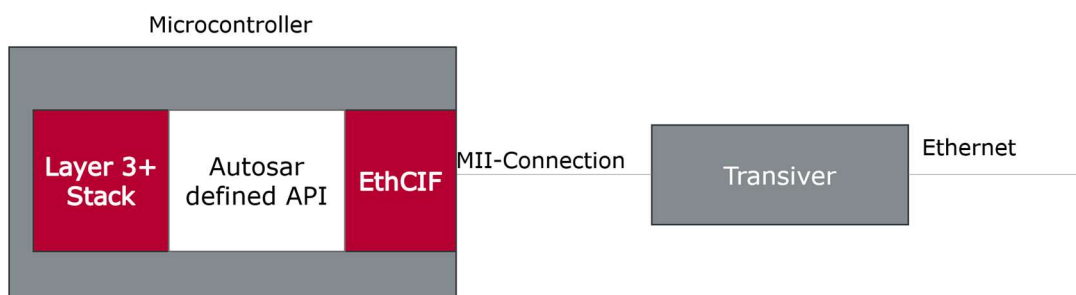 Microcontroller
Layer 3+
Stack
Autosar
defined API
EthCIF
MII-Connection
Transiver
Ethernet